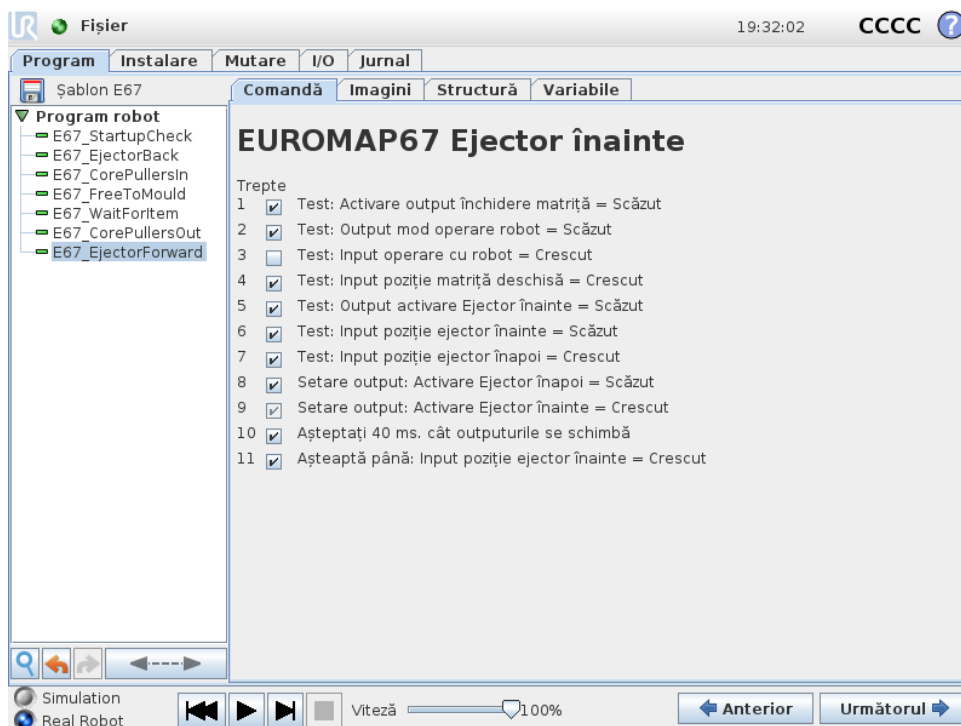 UR Fișier 19:32:02 CCCC ?
Program Instalare Mutare I/O Jurnal
Șablon E67
Comandă Imagini Structură Variabile
Program robot
E67_StartupCheck
E67_EjectorBack
E67_CorePullersIn
E67_FreeToMould
E67_WaitForItem
E67_CorePullersOut
E67_EjectorForward
EUROMAP67 Ejector înainte
Trepte
1 Test: Activare output închidere matriță = Scăzut
2 Test: Output mod operare robot = Scăzut
3 Test: Input operare cu robot = Crescut
4 Test: Input poziție matriță deschisă = Crescut
5 Test: Output activare Ejector înainte = Scăzut
6 Test: Input poziție ejector înainte = Scăzut
7 Test: Input poziție ejector înapoi = Crescut
8 Setare output: Activare Ejector înapoi = Scăzut
9 Setare output: Activare Ejector înainte = Crescut
10 Așteptați 40 ms. cât outputurile se schimbă
11 Așteaptă până: Input poziție ejector înainte = Crescut
Simulation
Real Robot
Viteză 100%
Anterior Următorul